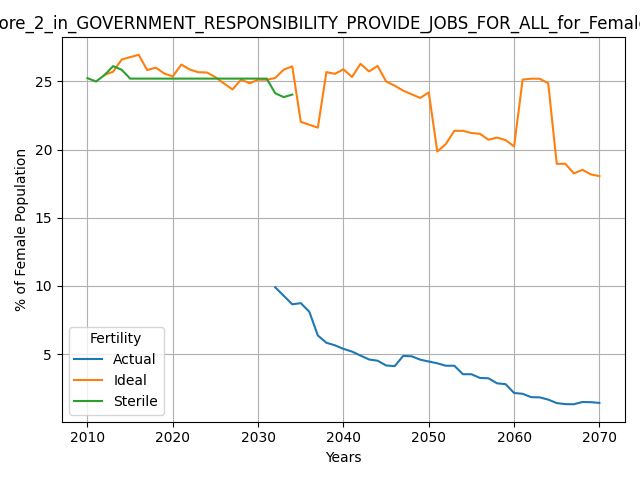 ore_2_in_GOVERNMENT_RESPONSIBILITY_PROVIDE_JOBS_FOR_ALL_for_Female
% of Female Population
25
20
15
10
5
Fertility
Actual
Ideal
Sterile
2010 2020 2030 2040 2050 2060 2070
Years